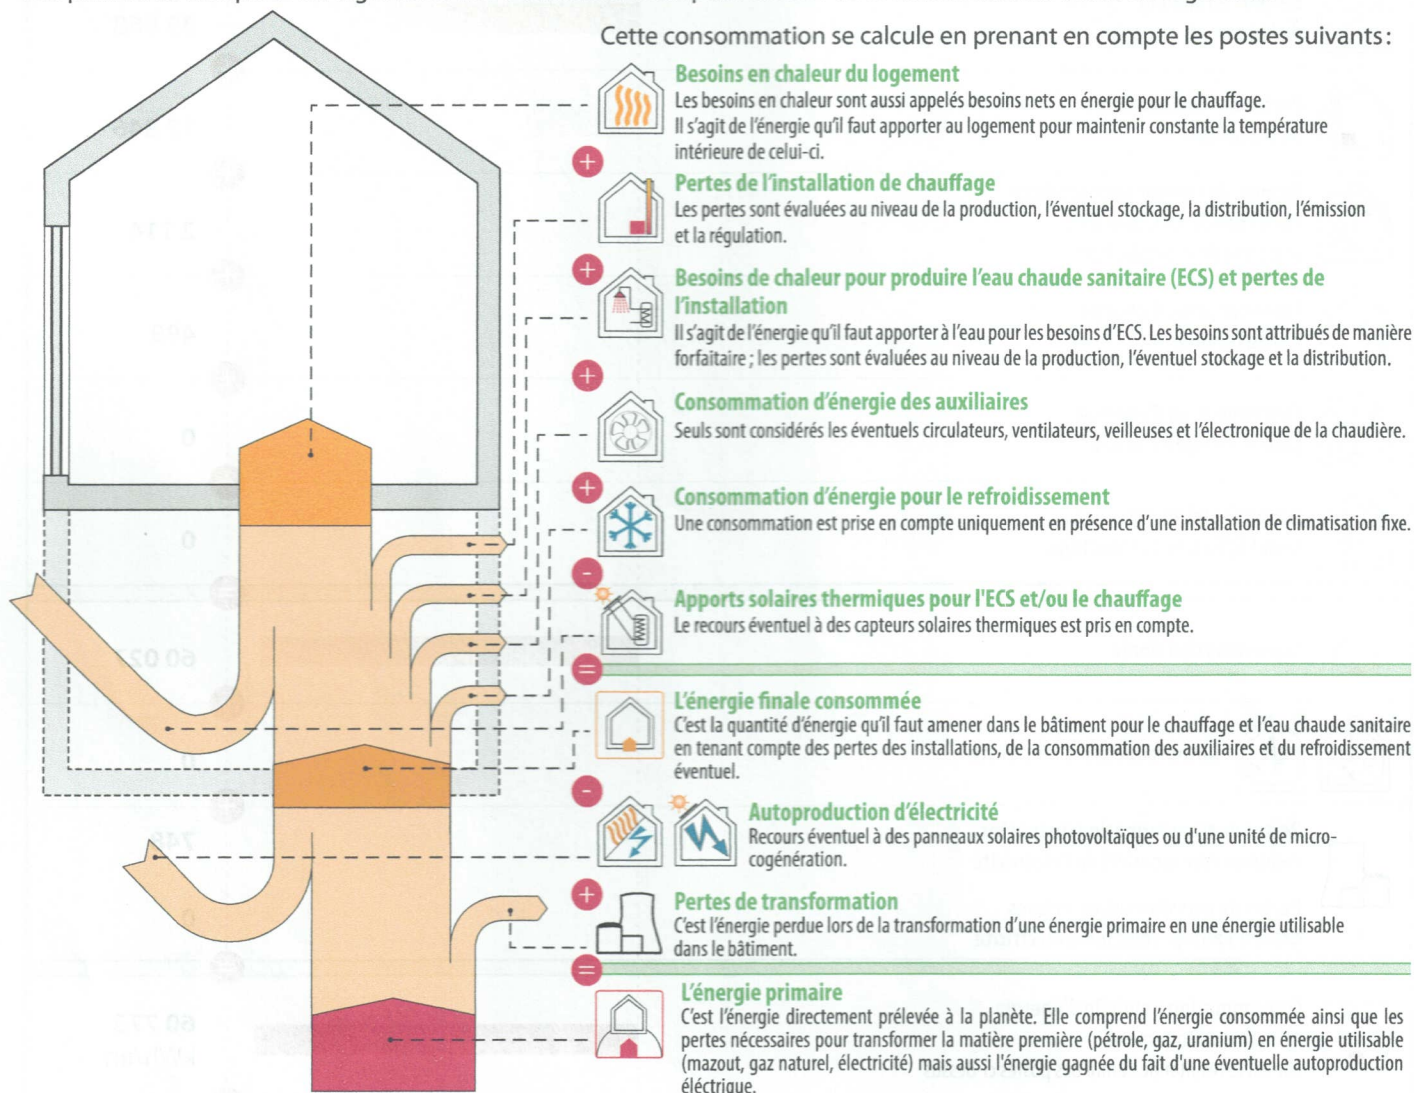 Cette consommation se calcule en prenant en compte les postes suivants :
Besoins en chaleur du logement
Les besoins en chaleur sont aussi appelés besoins nets en énergie pour le chauffage.
Il s'agit de l'énergie qu'il faut apporter au logement pour maintenir constante la température
intérieure de celui-ci.
+
Pertes de l'installation de chauffage
Les pertes sont évaluées au niveau de la production, l'éventuel stockage, la distribution, l'émission
et la régulation.
+
Besoins de chaleur pour produire l'eau chaude sanitaire (ECS) et pertes de
l'installation
Il s'agit de l'énergie qu'il faut apporter à l'eau pour les besoins d'ECS. Les besoins sont attribués de manière
forfaitaire ; les pertes sont évaluées au niveau de la production, l'éventuel stockage et la distribution.
+
Consommation d'énergie des auxiliaires
Seuls sont considérés les éventuels circulateurs, ventilateurs, veilleuses et l'électronique de la chaudière.
+
Consommation d'énergie pour le refroidissement
Une consommation est prise en compte uniquement en présence d'une installation de climatisation fixe.
-
Apports solaires thermiques pour l'ECS et/ou le chauffage
Le recours éventuel à des capteurs solaires thermiques est pris en compte.
=
L'énergie finale consommée
C'est la quantité d'énergie qu'il faut amener dans le bâtiment pour le chauffage et l'eau chaude sanitaire
en tenant compte des pertes des installations, de la consommation des auxiliaires et du refroidissement
éventuel.
-
Autoproduction d'électricité
Recours éventuel à des panneaux solaires photovoltaïques ou d'une unité de micro-
cogénération.
+
Pertes de transformation
C'est l'énergie perdue lors de la transformation d'une énergie primaire en une énergie utilisable
dans le bâtiment.
=
L'énergie primaire
C'est l'énergie directement prélevée à la planète. Elle comprend l'énergie consommée ainsi que les
pertes nécessaires pour transformer la matière première (pétrole, gaz, uranium) en énergie utilisable
(mazout, gaz naturel, électricité) mais aussi l'énergie gagnée du fait d'une éventuelle autoproduction
éléctrique.